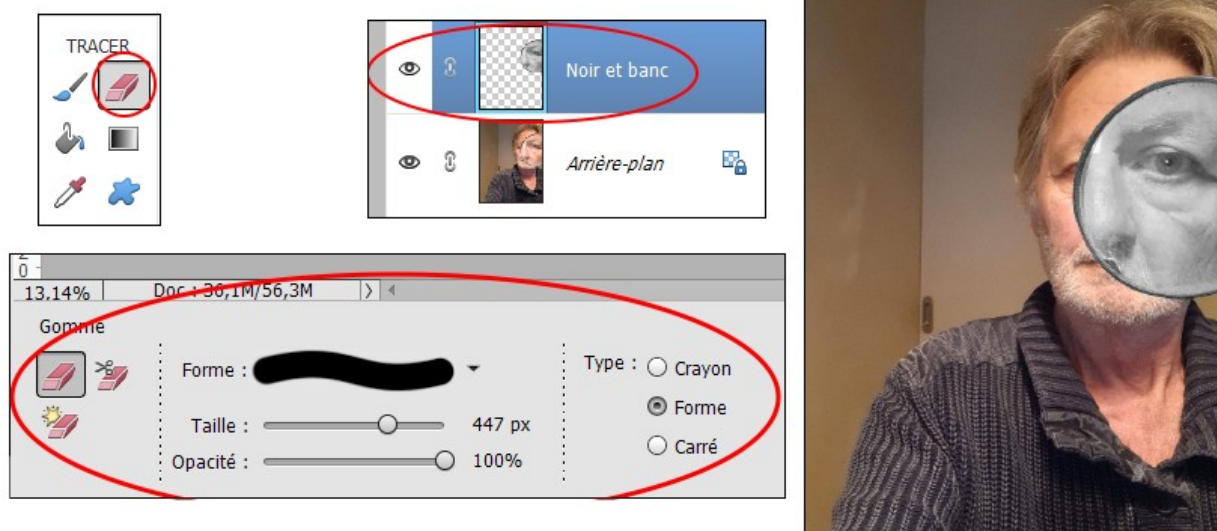 TRACER
Noir et banc
Arrière-plan
0
13,14%
Doc : 36,1M/56,3M
Gomme
Forme :
Taille :
447 px
Opacité :
100%
Type :
Crayon
Forme
Carré